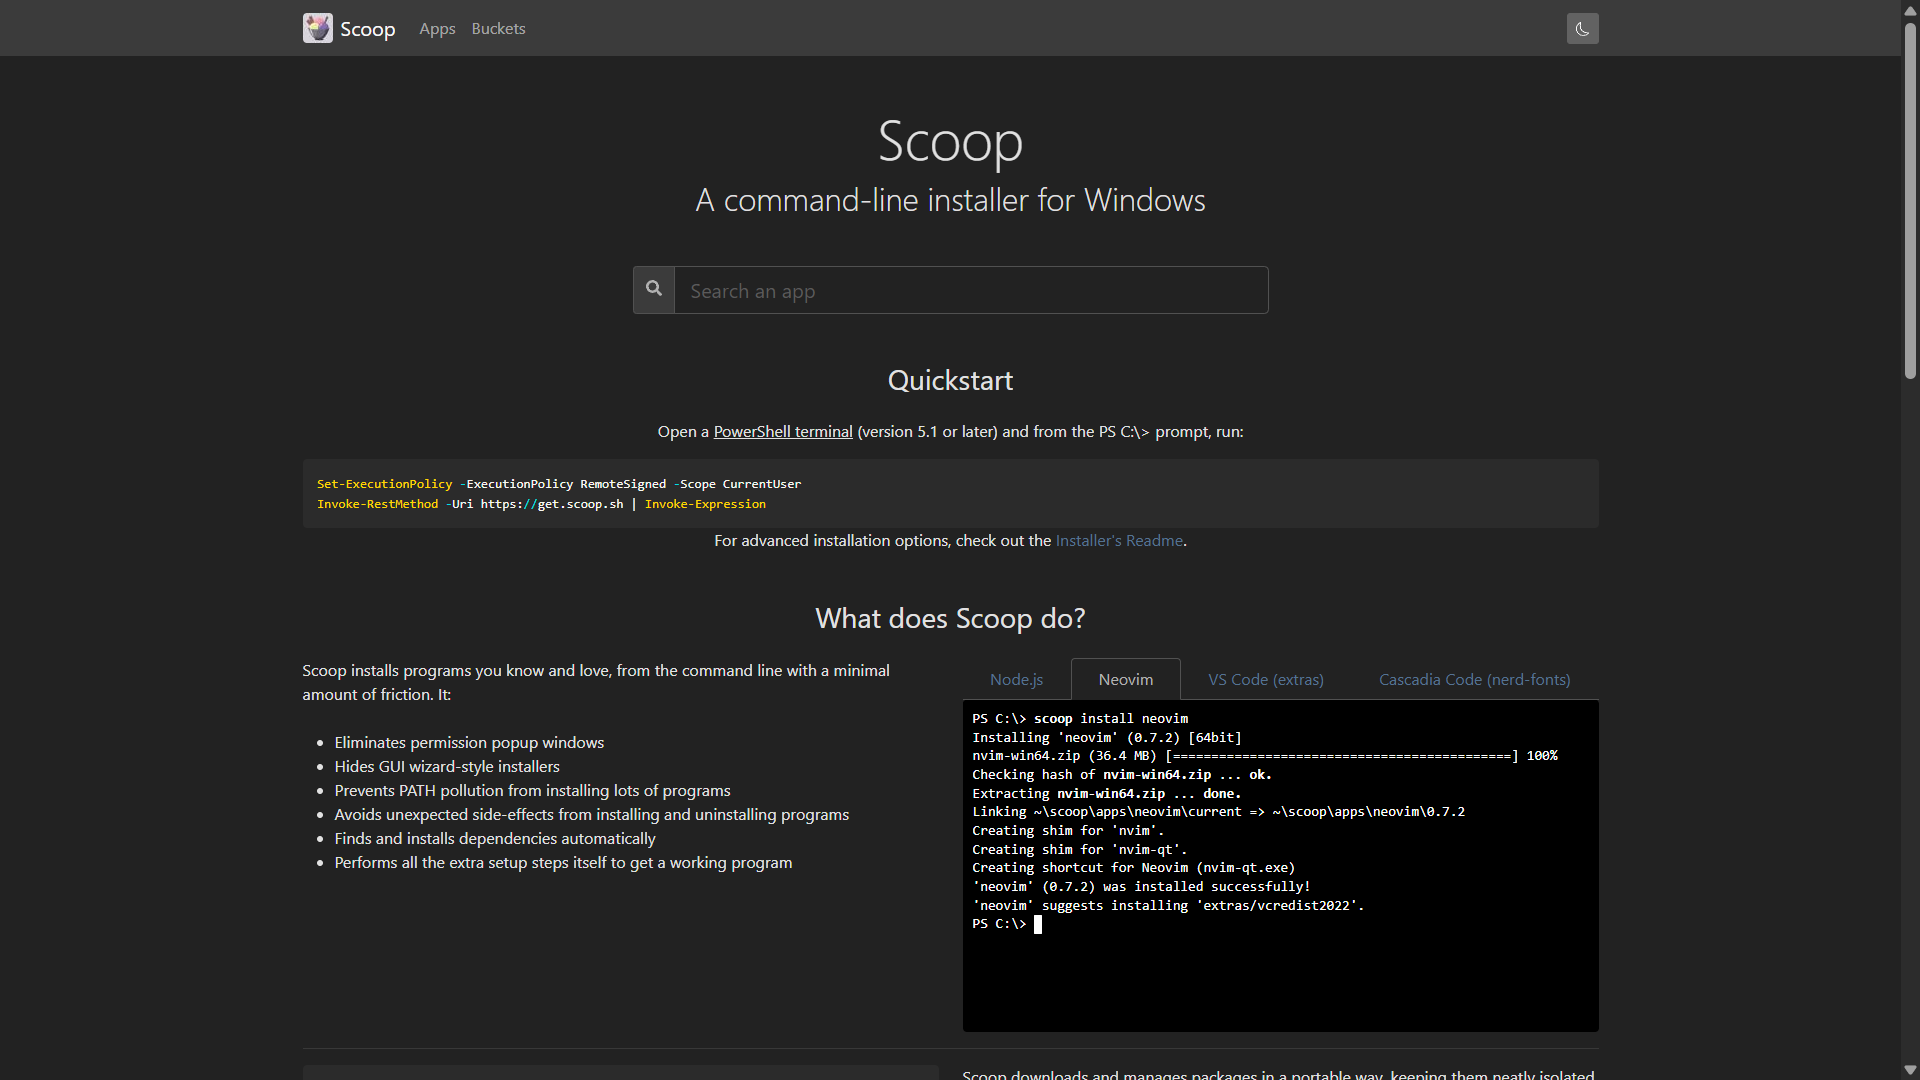 Scoop Apps Buckets
Scoop
A command-line installer for Windows
Search an app
Quickstart
Open a PowerShell terminal (version 5.1 or later) and from the PS C:\> prompt, run:
Set-ExecutionPolicy -ExecutionPolicy RemoteSigned -Scope CurrentUser
Invoke-RestMethod -Uri https://get.scoop.sh | Invoke-Expression
For advanced installation options, check out the Installer's Readme.
What does Scoop do?
Scoop installs programs you know and love, from the command line with a minimal
amount of friction. It:
• Eliminates permission popup windows
• Hides GUI wizard-style installers
• Prevents PATH pollution from installing lots of programs
• Avoids unexpected side-effects from installing and uninstalling programs
• Finds and installs dependencies automatically
• Performs all the extra setup steps itself to get a working program
Node.js Neovim VS Code (extras) Cascadia Code (nerd-fonts)
PS C:\> scoop install neovim
Installing 'neovim' (0.7.2) [64bit]
nvim-win64.zip (36.4 MB) [============================================] 100%
Checking hash of nvim-win64.zip ... ok.
Extracting nvim-win64.zip ... done.
Linking ~\scoop\apps\neovim\current => ~\scoop\apps\neovim\0.7.2
Creating shim for 'nvim'.
Creating shim for 'nvim-qt'.
Creating shortcut for Neovim (nvim-qt.exe)
'neovim' (0.7.2) was installed successfully!
'neovim' suggests installing 'extras/vcredist2022'.
PS C:\>
Scoop downloads and manages packages in a portable way, keeping them neatly isolated